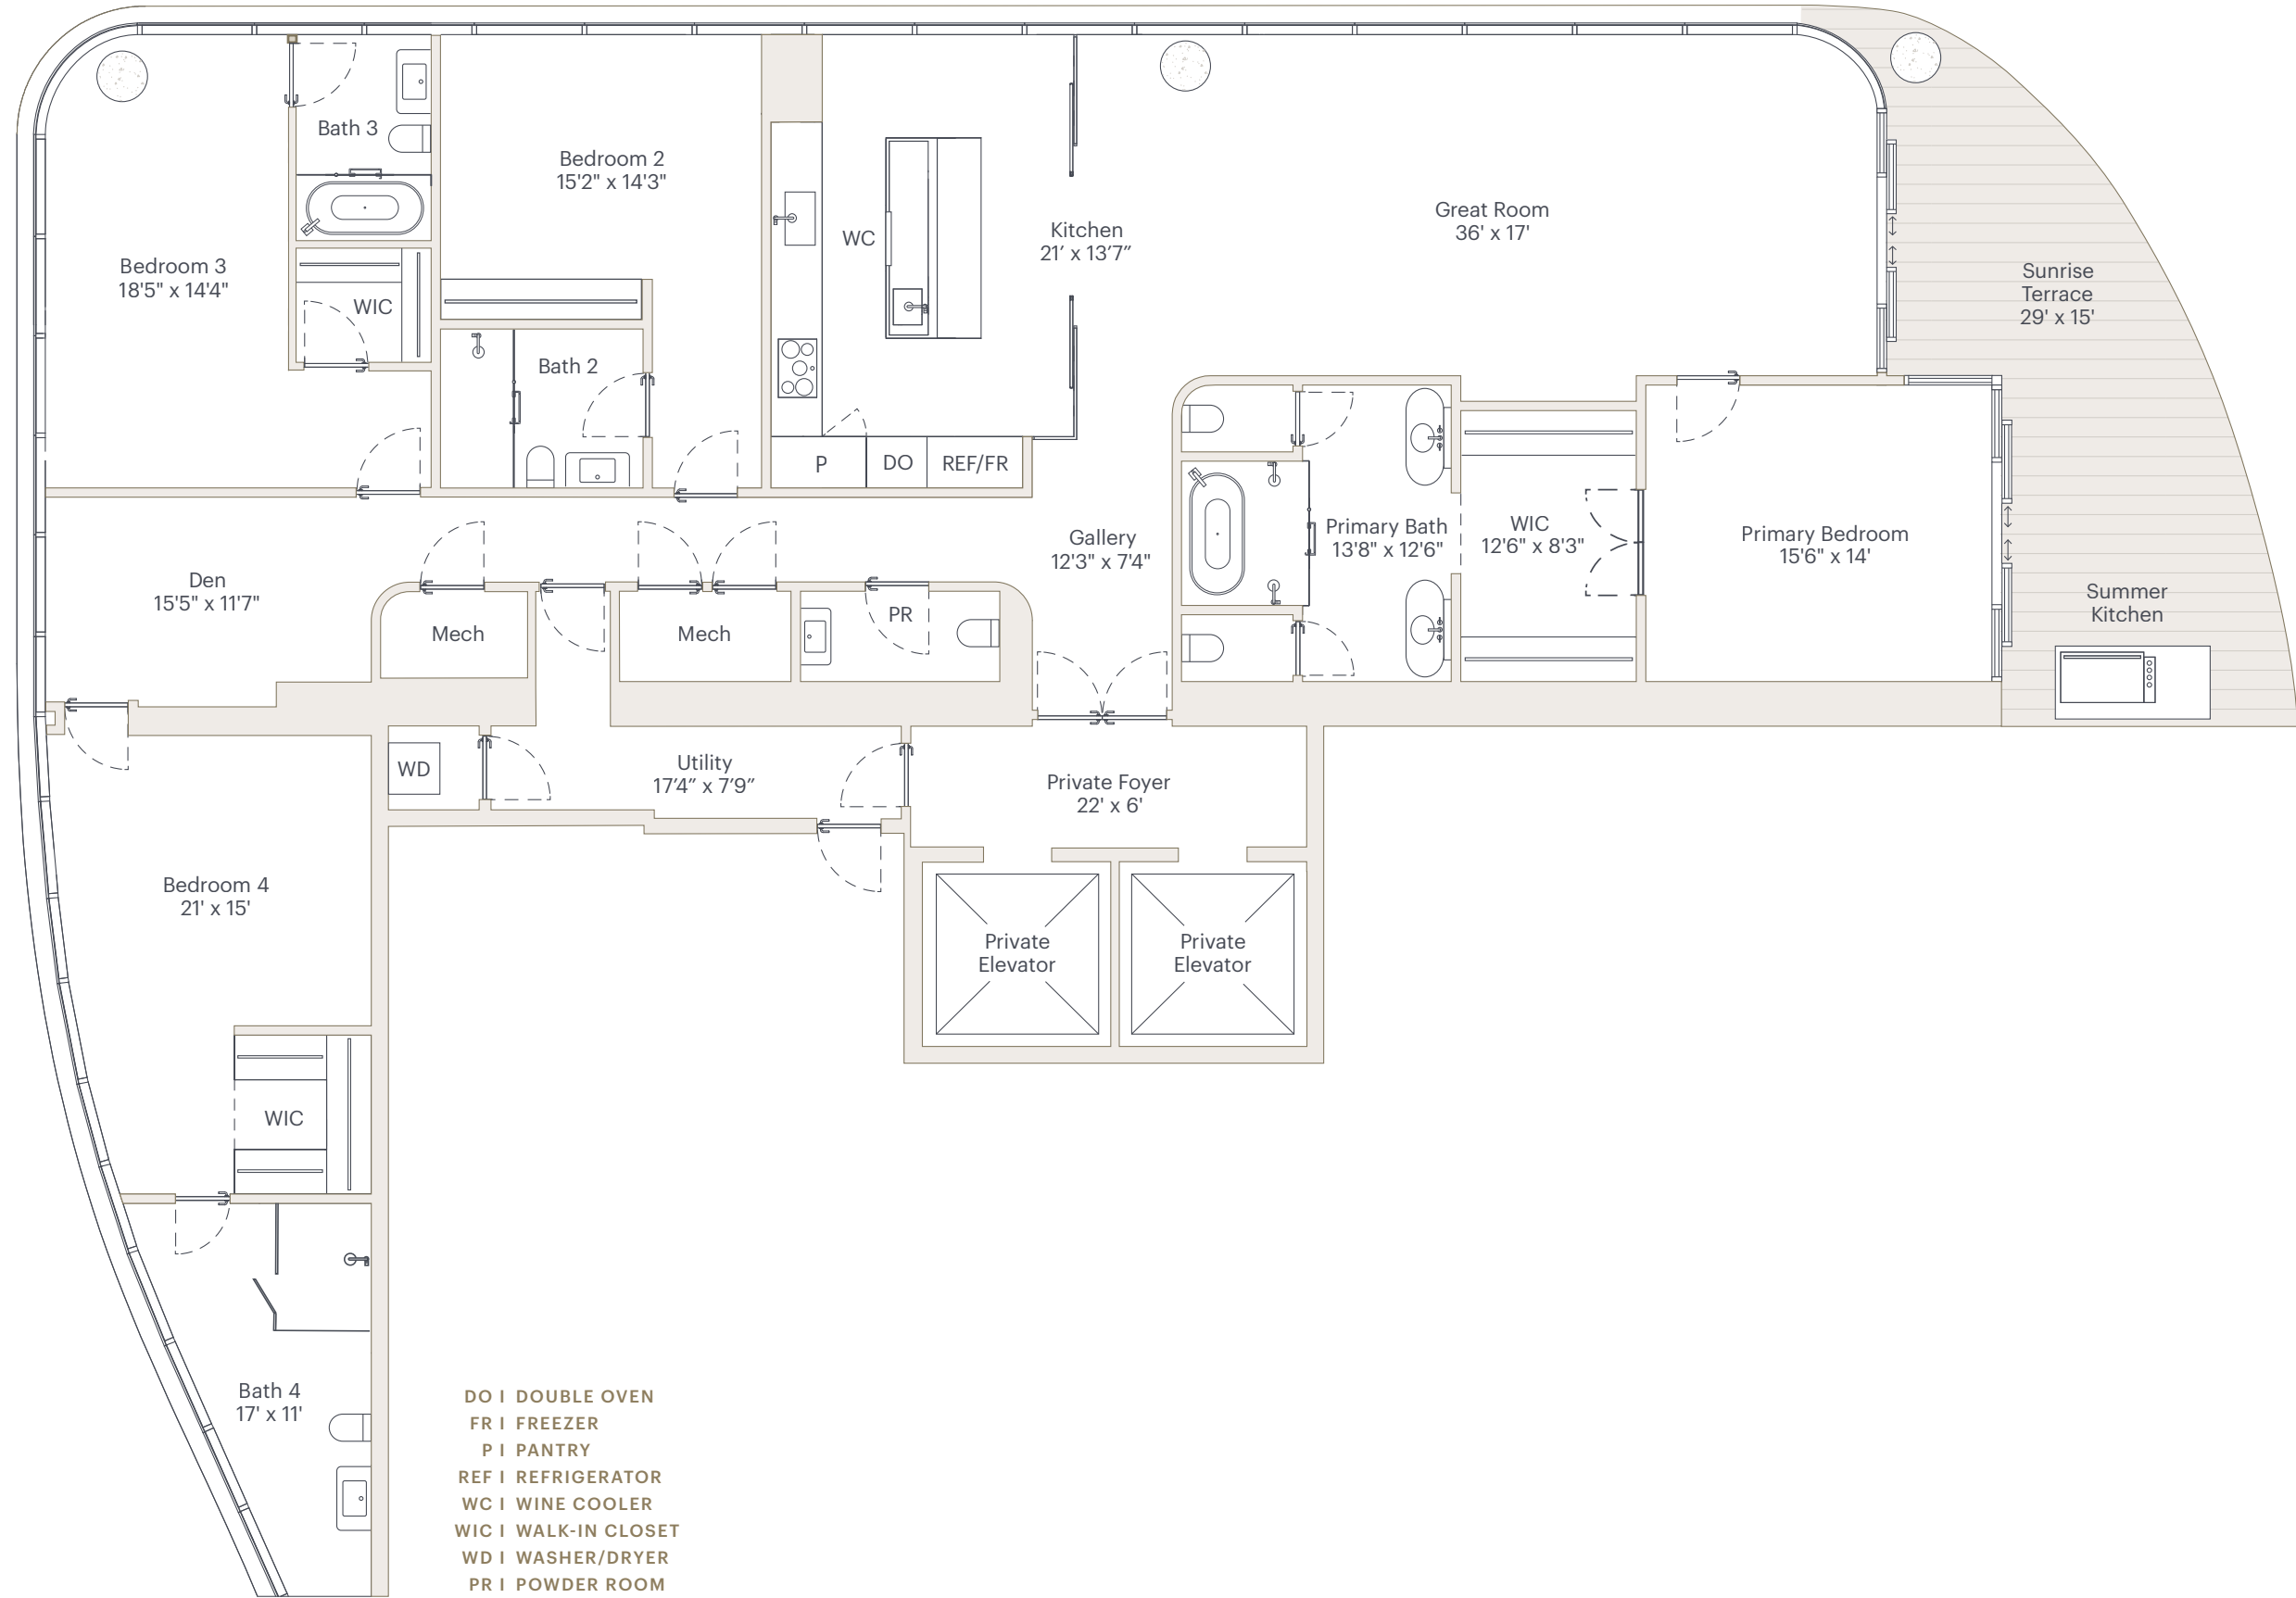 Bath 3
Bedroom 2
15'2" x 14'3"
Great Room
36' x 17'
Kitchen
21’ x 13’7”
WC
Bedroom 3
18'5" x 14'4"
WIC
Sunrise
Terrace
29' x 15'
Bath 2
P
DO
REF/FR
Gallery
12'3" x 7'4"
Primary Bath
13'8" x 12'6"
WIC
12'6" x 8'3"
Primary Bedroom
15'6" x 14'
Den
15'5" x 11'7"
Mech
Mech
PR
Summer
Kitchen
WD
Utility
17’4” x 7’9”
Private Foyer
22' x 6'
Bedroom 4
21' x 15'
Private
Elevator
Private
Elevator
WIC
Bath 4
17' x 11'
DO I DOUBLE OVEN
FR I FREEZER
P I PANTRY
REF I REFRIGERATOR
WC I WINE COOLER
WIC I WALK-IN CLOSET
WD I WASHER/DRYER
PR I POWDER ROOM